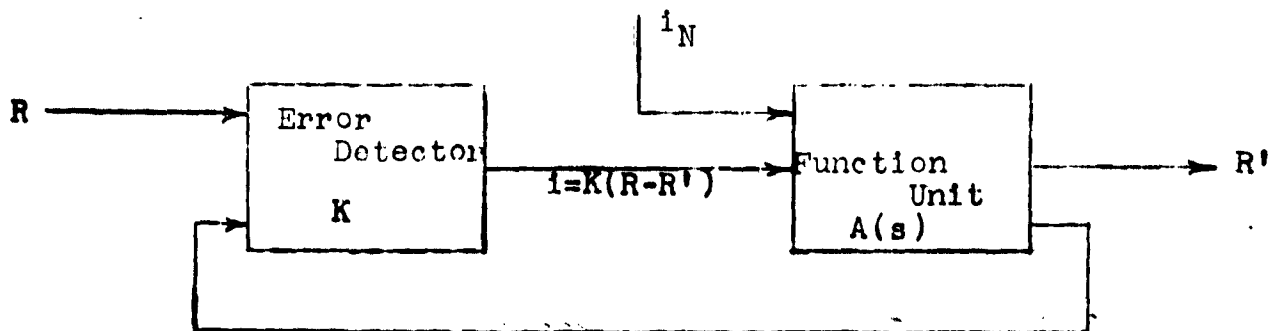 i_N
R
Error
Detector
K
i=K(R-R')
Function
Unit
A(s)
R'